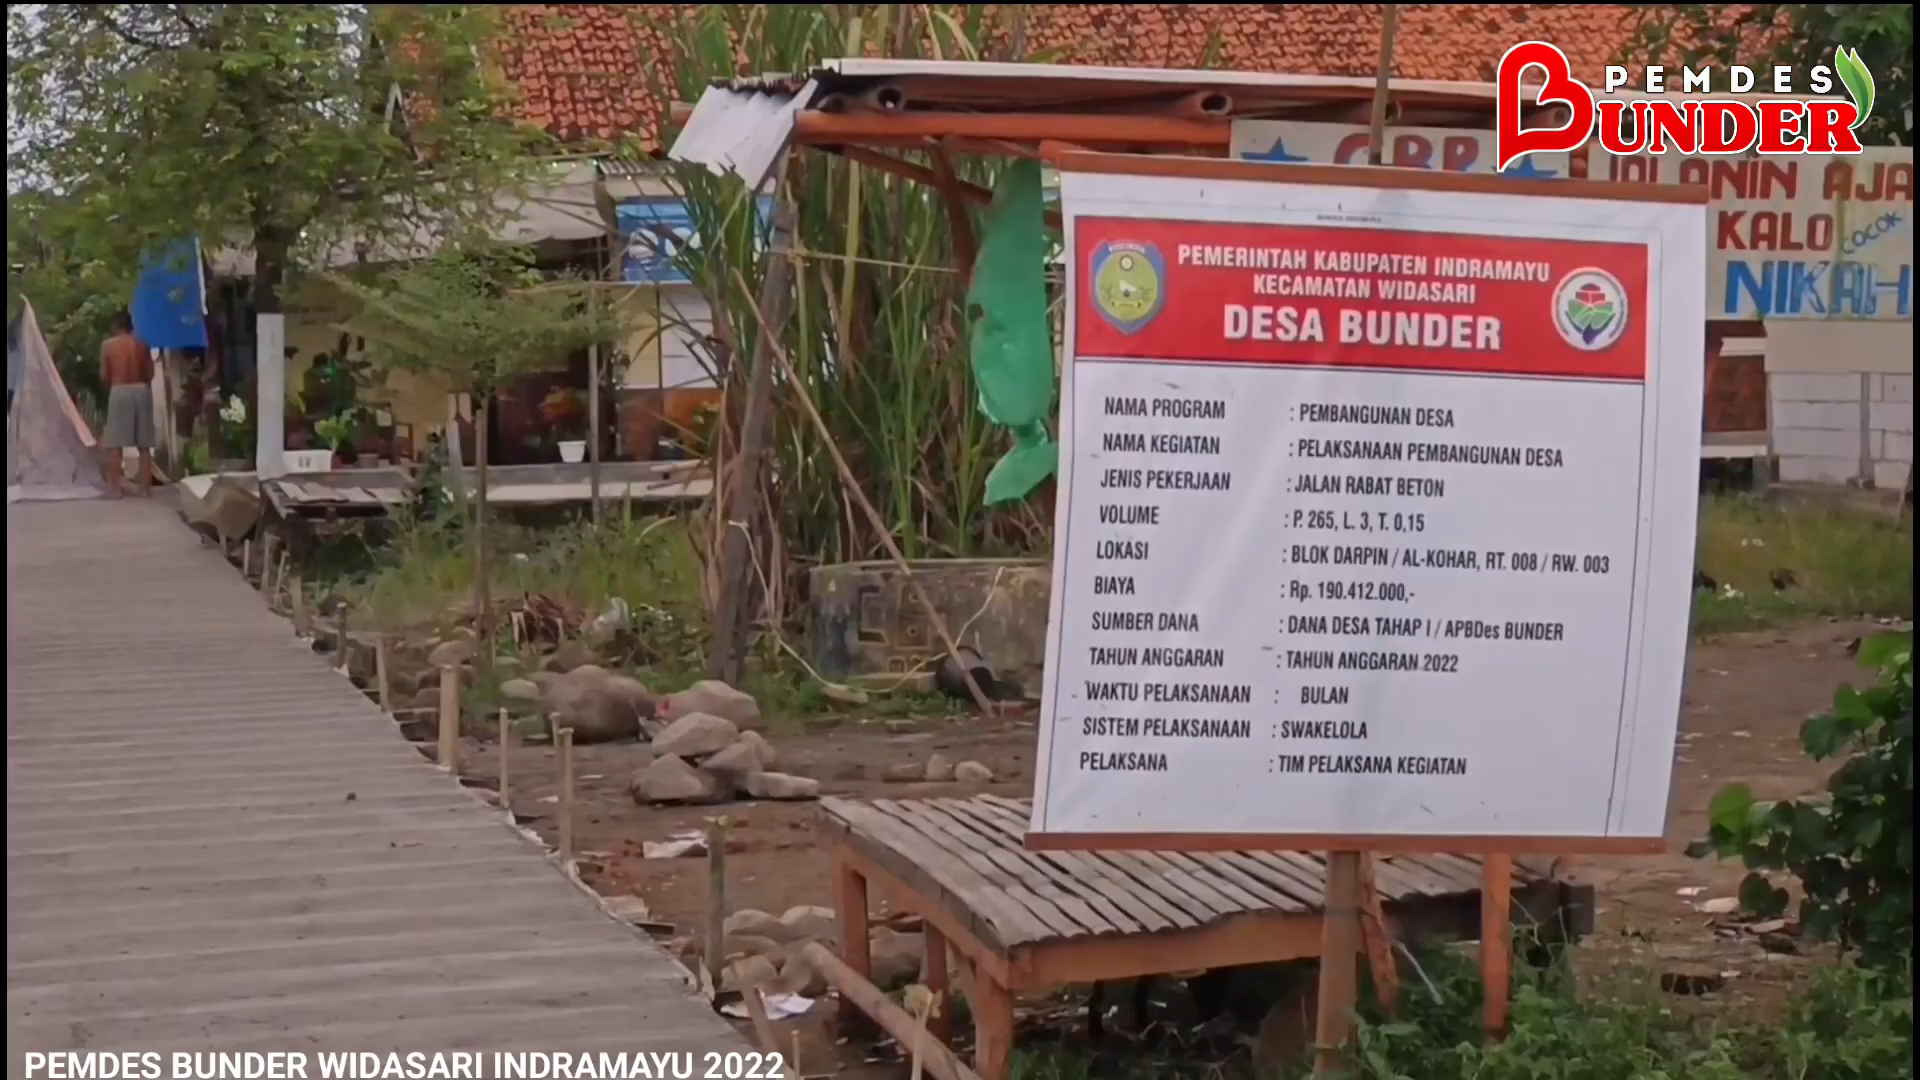 PEMDES
BUNDER
JALANIN AJA
KALO
COCOK
NIKAH
PEMERINTAH KABUPATEN INDRAMAYU
KECAMATAN WIDASARI
DESA BUNDER
NAMA PROGRAM : PEMBANGUNAN DESA
NAMA KEGIATAN : PELAKSANAAN PEMBANGUNAN DESA
JENIS PEKERJAAN : JALAN RABAT BETON
VOLUME : P. 265, L. 3, T. 0,15
LOKASI : BLOK DARPIN / AL-KOHAR, RT. 008 / RW. 003
BIAYA : Rp. 190.412.000,-
SUMBER DANA : DANA DESA TAHAP I / APBDes BUNDER
TAHUN ANGGARAN : TAHUN ANGGARAN 2022
WAKTU PELAKSANAAN : BULAN
SISTEM PELAKSANAAN : SWAKELOLA
PELAKSANA : TIM PELAKSANA KEGIATAN
PEMDES BUNDER WIDASARI INDRAMAYU 2022